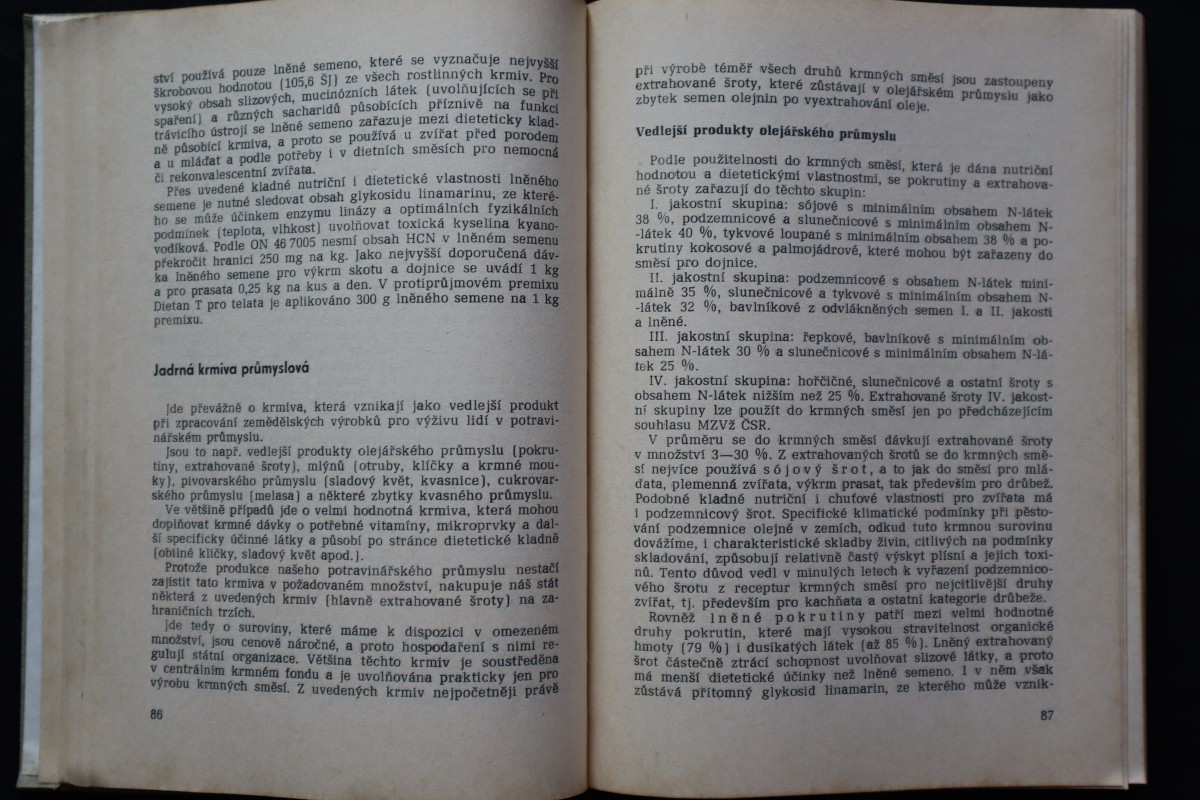 ství používá pouze lněné semeno, které se vyznačuje nejvyšší
škrobovou hodnotou (105,6 ŠJ) ze všech rostlinných krmiv. Pro
vysoký obsah slizových, mucinózních látek (uvolňujících se při
spaření) a různých sacharidů působících příznivě na funkci
trávicího ústrojí se lněné semeno zařazuje mezi dieteticky klad-
ně působící krmiva, a proto se používá u zvířat před porodem
a u mláďat a podle potřeby i v dietních směsích pro nemocná
či rekonvalescentní zvířata.
Přes uvedené kladné nutriční i dietetické vlastnosti lněného
semene je nutné sledovat obsah glykosidu linamarinu, ze které-
ho se může účinkem enzymu linázy a optimálních fyzikálních
podmínek (teplota, vlhkost) uvolňovat toxická kyselina kyano-
vodíková. Podle ON 46 7005 nesmí obsah HCN v lněném semenu
překročit hranici 250 mg na kg. Jako nejvyšší doporučená dáv-
ka lněného semene pro výkrm skotu a dojnice se uvádí 1 kg
a pro prasata 0,25 kg na kus a den. V protiprůjmovém premixu
Dietan T pro telata je aplikováno 300 g lněného semene na 1 kg
premixu.
Jadrná krmiva průmyslová
Jde převážně o krmiva, která vznikají jako vedlejší produkt
při zpracování zemědělských výrobků pro výživu lidí v potravi-
nářském průmyslu.
Jsou to např. vedlejší produkty olejářského průmyslu (pokru-
tiny, extrahované šroty), mlýnů (otruby, klíčky a krmné mou-
ky), pivovarského průmyslu (sladový květ, kvasnice), cukrovar-
ského průmyslu (melasa) a některé zbytky kvasného průmyslu.
Ve většině případů jde o velmi hodnotná krmiva, která mohou
doplňovat krmné dávky o potřebné vitamíny, mikroprvky a dal-
ší specificky účinné látky a působí po stránce dietetické kladně
(obilné klíčky, sladový květ apod.).
Protože produkce našeho potravinářského průmyslu nestačí
zajistit tato krmiva v požadovaném množství, nakupuje náš stát
některá z uvedených krmiv (hlavně extrahované šroty) na za-
hraničních trzích.
Jde tedy o suroviny, které máme k dispozici v omezeném
množství, jsou cenově náročné, a proto hospodaření s nimi re-
gulují státní organizace. Většina těchto krmiv je soustředěna
v centrálním krmném fondu a je uvolňována prakticky jen pro
výrobu krmných směsí. Z uvedených krmiv nejpočetněji právě
86
při výrobě téměř všech druhů krmných směsí jsou zastoupeny
extrahované šroty, které zůstávají v olejářském průmyslu jako
zbytek semen olejnin po vyextrahování oleje.
Vedlejší produkty olejářského průmyslu
Podle použitelnosti do krmných směsí, která je dána nutriční
hodnotou a dietetickými vlastnostmi, se pokrutiny a extrahova-
né šroty zařazují do těchto skupin:
I. jakostní skupina: sójové s minimálním obsahem N-látek
38 %, podzemnicové a slunečnicové s minimálním obsahem N-
-látek 40 %, tykvové loupané s minimálním obsahem 38 % a po-
krutiny kokosové a palmojádrové, které mohou být zařazeny do
směsí pro dojnice.
II. jakostní skupina: podzemnicové s obsahem N-látek mini-
málně 35 %, slunečnicové a tykvové s minimálním obsahem N-
-látek 32 %, bavlníkové z odvlákněných semen I. a II. jakosti
a lněné.
III. jakostní skupina: řepkové, bavlníkové s minimálním ob-
sahem N-látek 30 % a slunečnicové s minimálním obsahem N-lá-
tek 25 %.
IV. jakostní skupina: hořčičné, slunečnicové a ostatní šroty s
obsahem N-látek nižším než 25 %. Extrahované šroty IV. jakost-
ní skupiny lze použít do krmných směsí jen po předcházejícím
souhlasu MZVž ČSR.
V průměru se do krmných směsí dávkují extrahované šroty
v množství 3—30 %. Z extrahovaných šrotů se do krmných smě-
sí nejvíce používá sójový šrot, a to jak do směsí pro mlá-
ďata, plemenná zvířata, výkrm prasat, tak především pro drůbež.
Podobné kladné nutriční i chuťové vlastnosti pro zvířata má
i podzemnicový šrot. Specifické klimatické podmínky při pěsto-
vání podzemnice olejné v zemích, odkud tuto krmnou surovinu
dovážíme, i charakteristické skladby živin, citlivých na podmínky
skladování, způsobují relativně častý výskyt plísní a jejich toxi-
nů. Tento důvod vedl v minulých letech k vyřazení podzemnico-
vého šrotu z receptur krmných směsí pro nejcitlivější druhy
zvířat, tj. především pro kachňata a ostatní kategorie drůbeže.
Rovněž lněné pokrutiny patří mezi velmi hodnotné
druhy pokrutin, které mají vysokou stravitelnost organické
hmoty (79 %) i dusíkatých látek (až 85 %). Lněný extrahovaný
šrot částečně ztrácí schopnost uvolňovat slizové látky, a proto
má menší dietetické účinky než lněné semeno. I v něm však
zůstává přítomný glykosid linamarin, ze kterého může vznik-
87